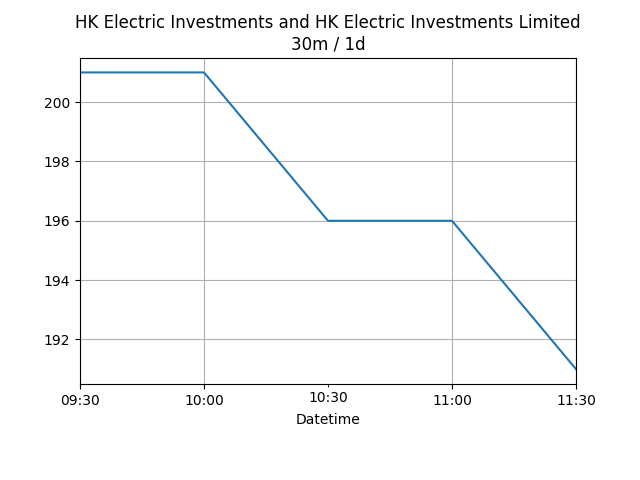 HK Electric Investments and HK Electric Investments Limited
30m / 1d
200
198
196
194
192
09:30 10:00 10:30 11:00 11:30
Datetime